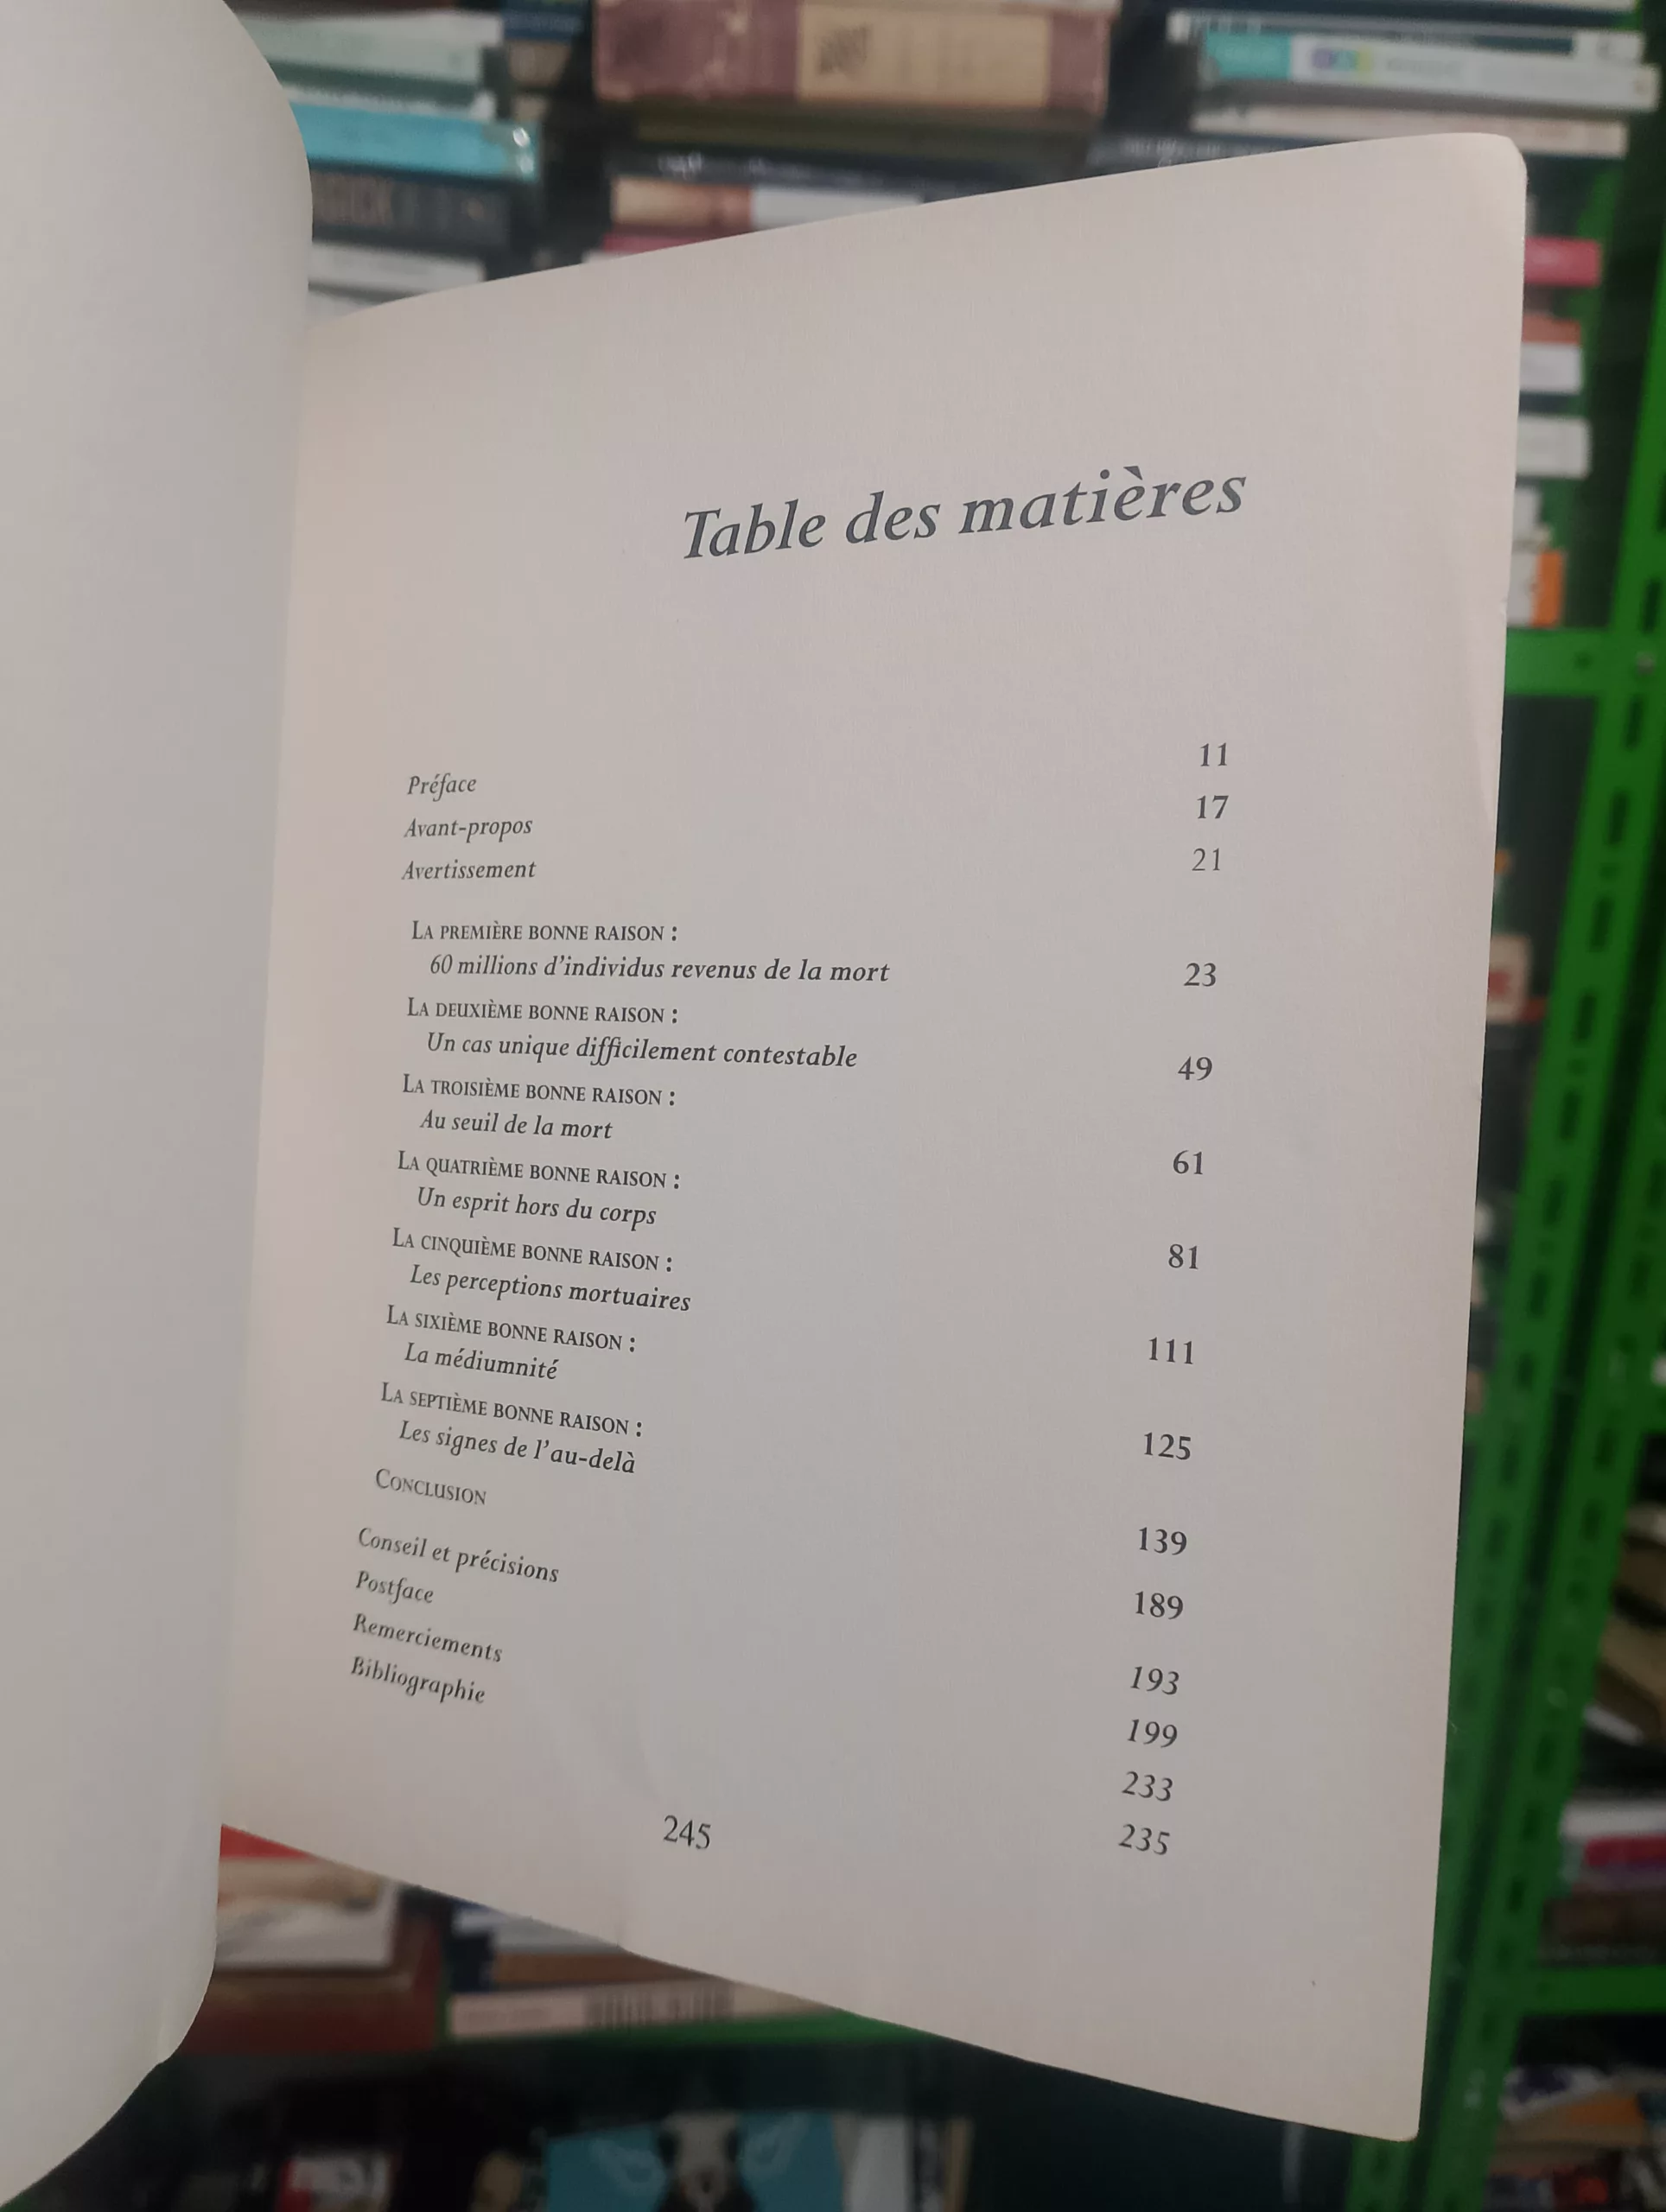 Table des matières
Préface 11
Avant-propos 17
Avertissement 21
La première bonne raison :
60 millions d'individus revenus de la mort 23
La deuxième bonne raison :
Un cas unique difficilement contestable 49
La troisième bonne raison :
Au seuil de la mort 61
La quatrième bonne raison :
Un esprit hors du corps 81
La cinquième bonne raison :
Les perceptions mortuaires 111
La sixième bonne raison :
La médiumnité 125
La septième bonne raison :
Les signes de l'au-delà 139
Conclusion 189
Conseil et précisions 193
Postface 199
Remerciements 233
Bibliographie 235
245